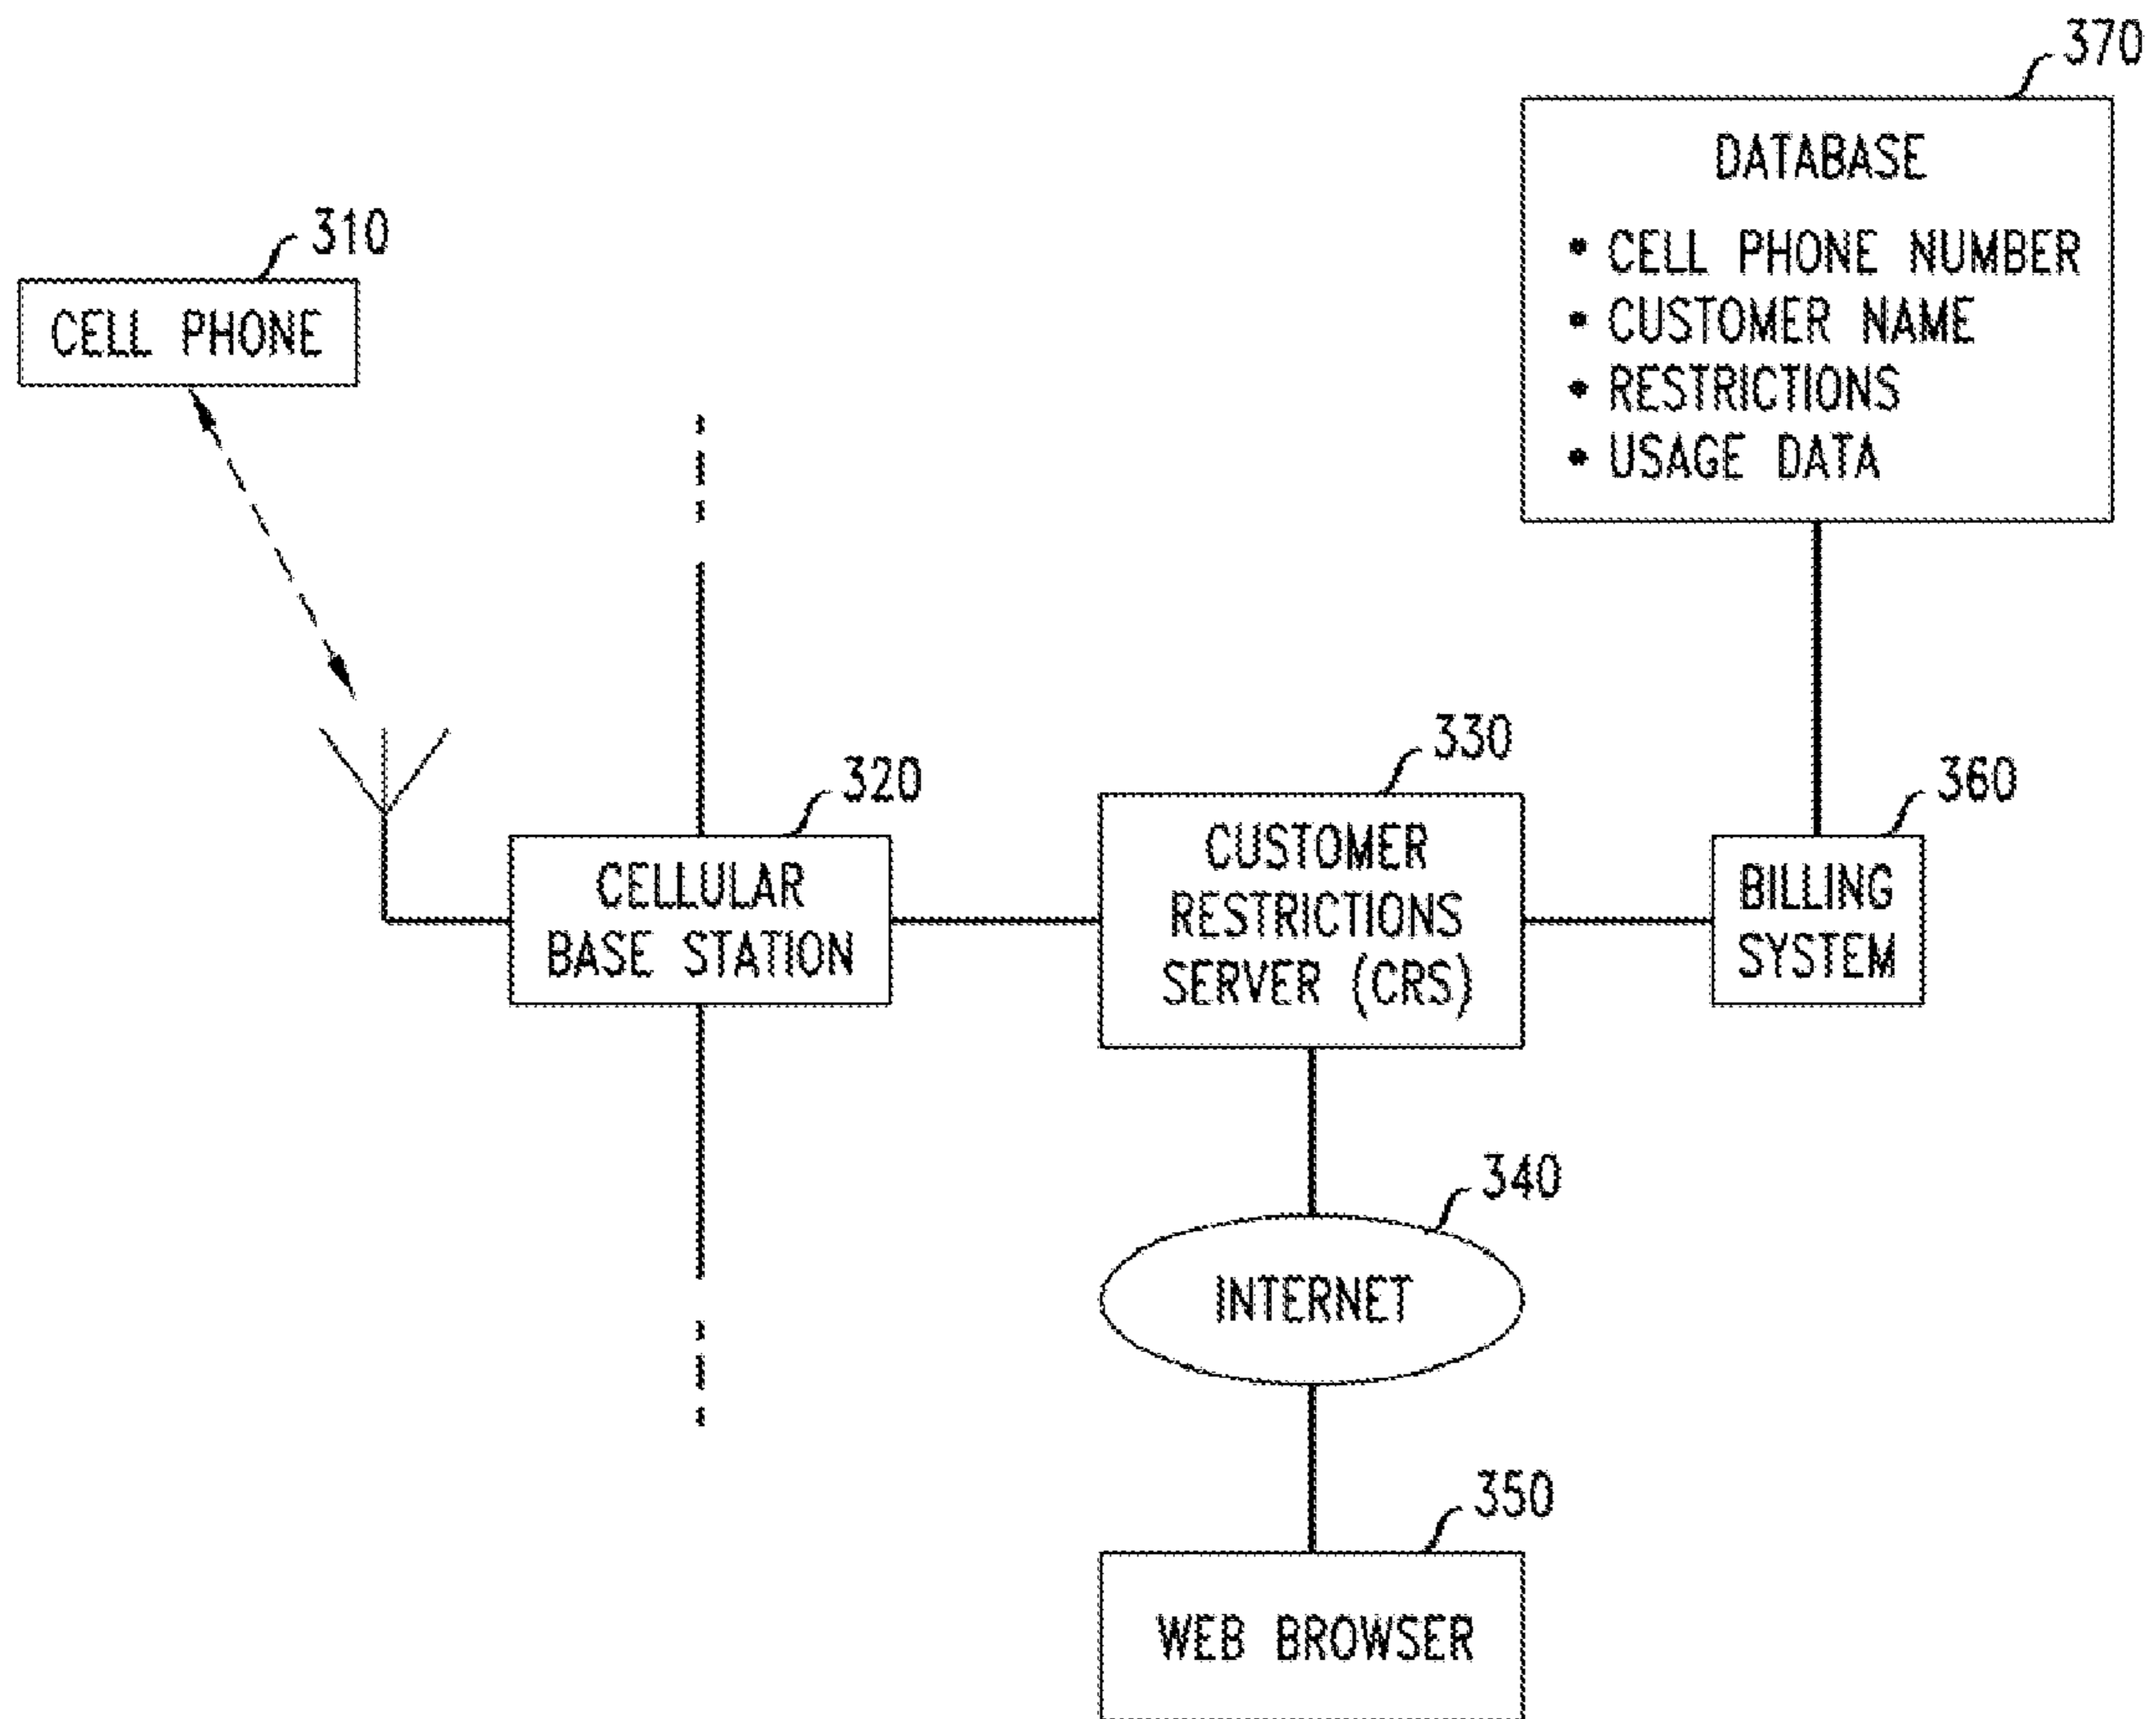 370
DATABASE
• CELL PHONE NUMBER
• CUSTOMER NAME
• RESTRICTIONS
• USAGE DATA
310
CELL PHONE
330
CUSTOMER
RESTRICTIONS
SERVER (CRS)
320
CELLULAR
BASE STATION
360
BILLING
SYSTEM
340
INTERNET
350
WEB BROWSER